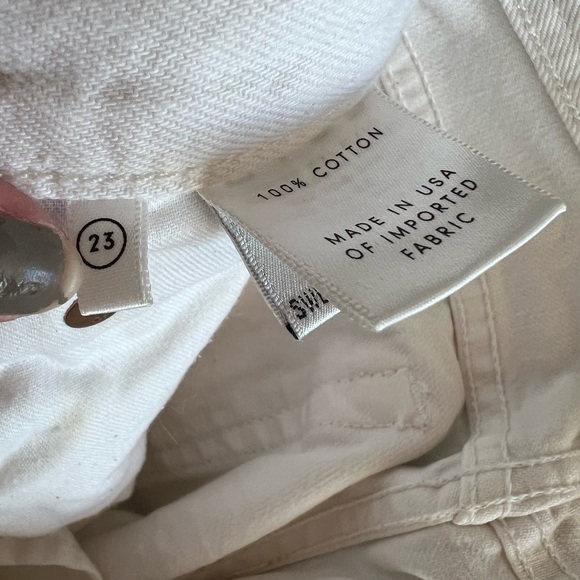 100% COTTON
MADE IN USA
OF IMPORTED
FABRIC
23